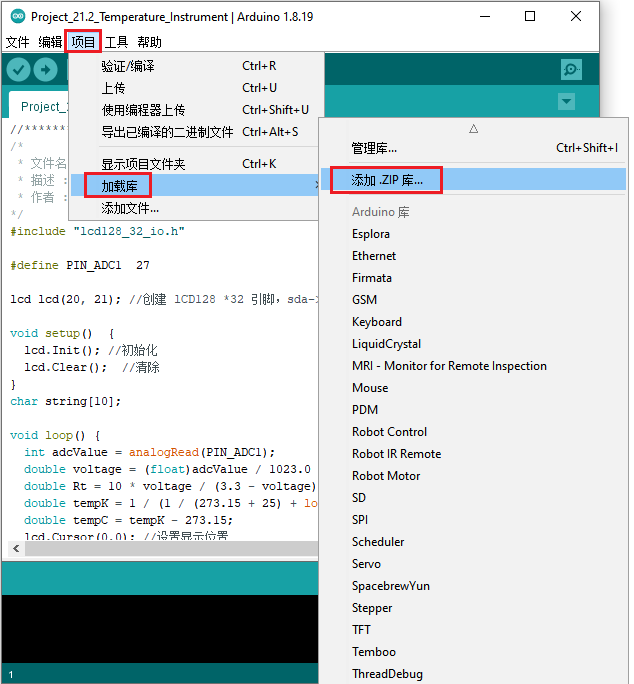 Project_21.2_Temperature_Instrument | Arduino 1.8.19
文件 编辑 项目 工具 帮助
验证/编译 Ctrl+R
上传 Ctrl+U
使用编程器上传 Ctrl+Shift+U
导出已编译的二进制文件 Ctrl+Alt+S
显示项目文件夹 Ctrl+K
加载库
添加文件...
管理库... Ctrl+Shift+I
添加 .ZIP 库...
Arduino 库
Esplora
Ethernet
Firmata
GSM
Keyboard
LiquidCrystal
MRI - Monitor for Remote Inspection
Mouse
PDM
Robot Control
Robot IR Remote
Robot Motor
SD
SPI
Scheduler
Servo
SpacebrewYun
Stepper
TFT
Temboo
ThreadDebug
Project_
//*******
/*
* 文件名
* 描述 :
* 作者 :
*/
#include "lcd128_32_io.h"
#define PIN_ADC1 27
lcd lcd(20, 21); //创建 lCD128 *32 引脚，sda-
void setup() {
lcd.Init(); //初始化
lcd.Clear(); //清除
}
char string[10];
void loop() {
int adcValue = analogRead(PIN_ADC1);
double voltage = (float)adcValue / 1023.0
double Rt = 10 * voltage / (3.3 - voltage)
double tempK = 1 / (1 / (273.15 + 25) + lo
double tempC = tempK - 273.15;
lcd.Cursor(0,0); //设置显示位置
1